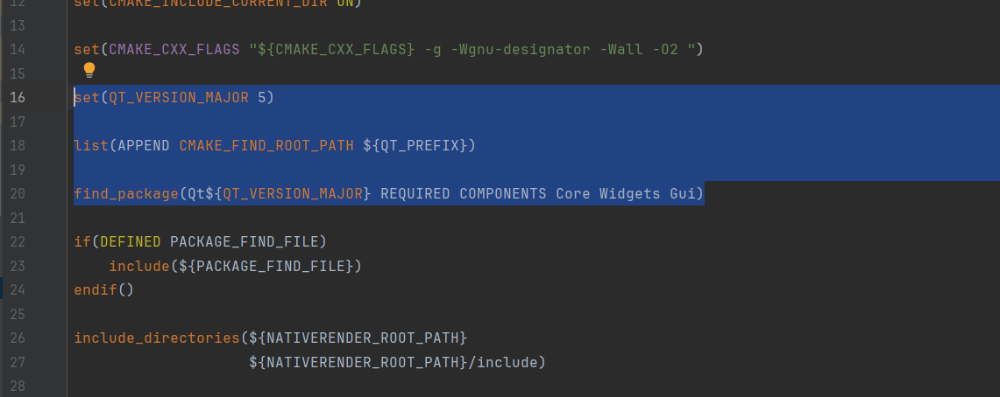 12 set(CMAKE_INCLUDE_CURRENT_DIR ON)
13
14 set(CMAKE_CXX_FLAGS "${CMAKE_CXX_FLAGS} -g -Wgnu-designator -Wall -O2 ")
15
16 set(QT_VERSION_MAJOR 5)
17
18 list(APPEND CMAKE_FIND_ROOT_PATH ${QT_PREFIX})
19
20 find_package(Qt${QT_VERSION_MAJOR} REQUIRED COMPONENTS Core Widgets Gui)
21
22 if(DEFINED PACKAGE_FIND_FILE)
23     include(${PACKAGE_FIND_FILE})
24 endif()
25
26 include_directories(${NATIVERENDER_ROOT_PATH}
27                     ${NATIVERENDER_ROOT_PATH}/include)
28